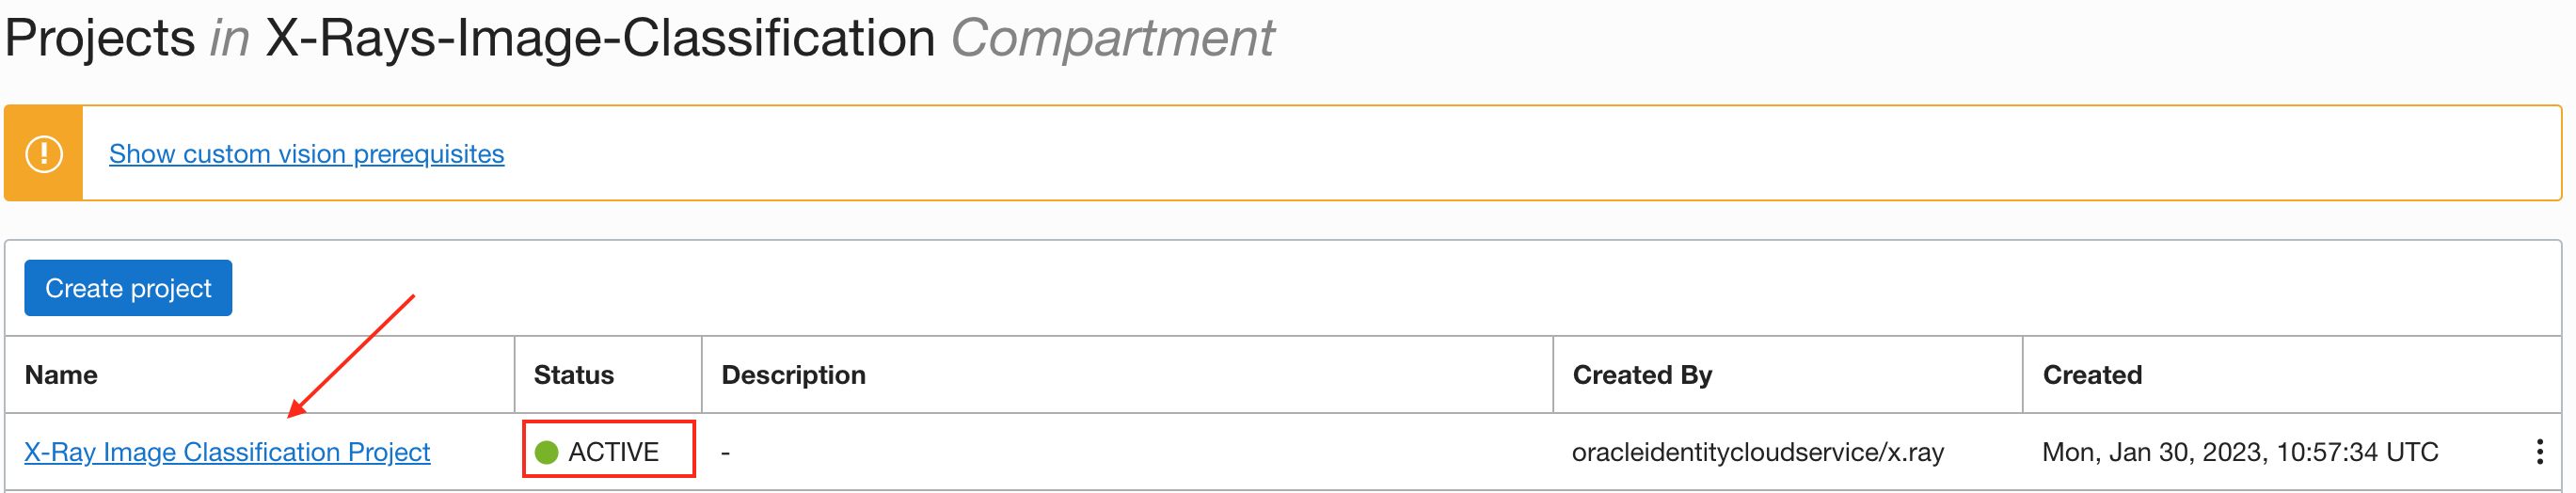 Projects in X-Rays-Image-Classification Compartment
Show custom vision prerequisites
Create project
Name Status Description Created By Created
X-Ray Image Classification Project ACTIVE - oracleidentitycloudservice/x.ray Mon, Jan 30, 2023, 10:57:34 UTC